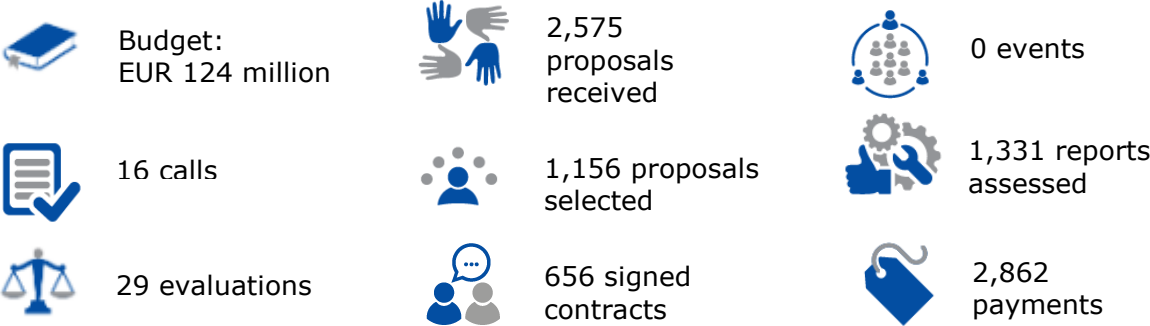 Budget:
EUR 124 million
2,575
proposals
received
0 events
16 calls
1,156 proposals
selected
1,331 reports
assessed
29 evaluations
656 signed
contracts
2,862
payments